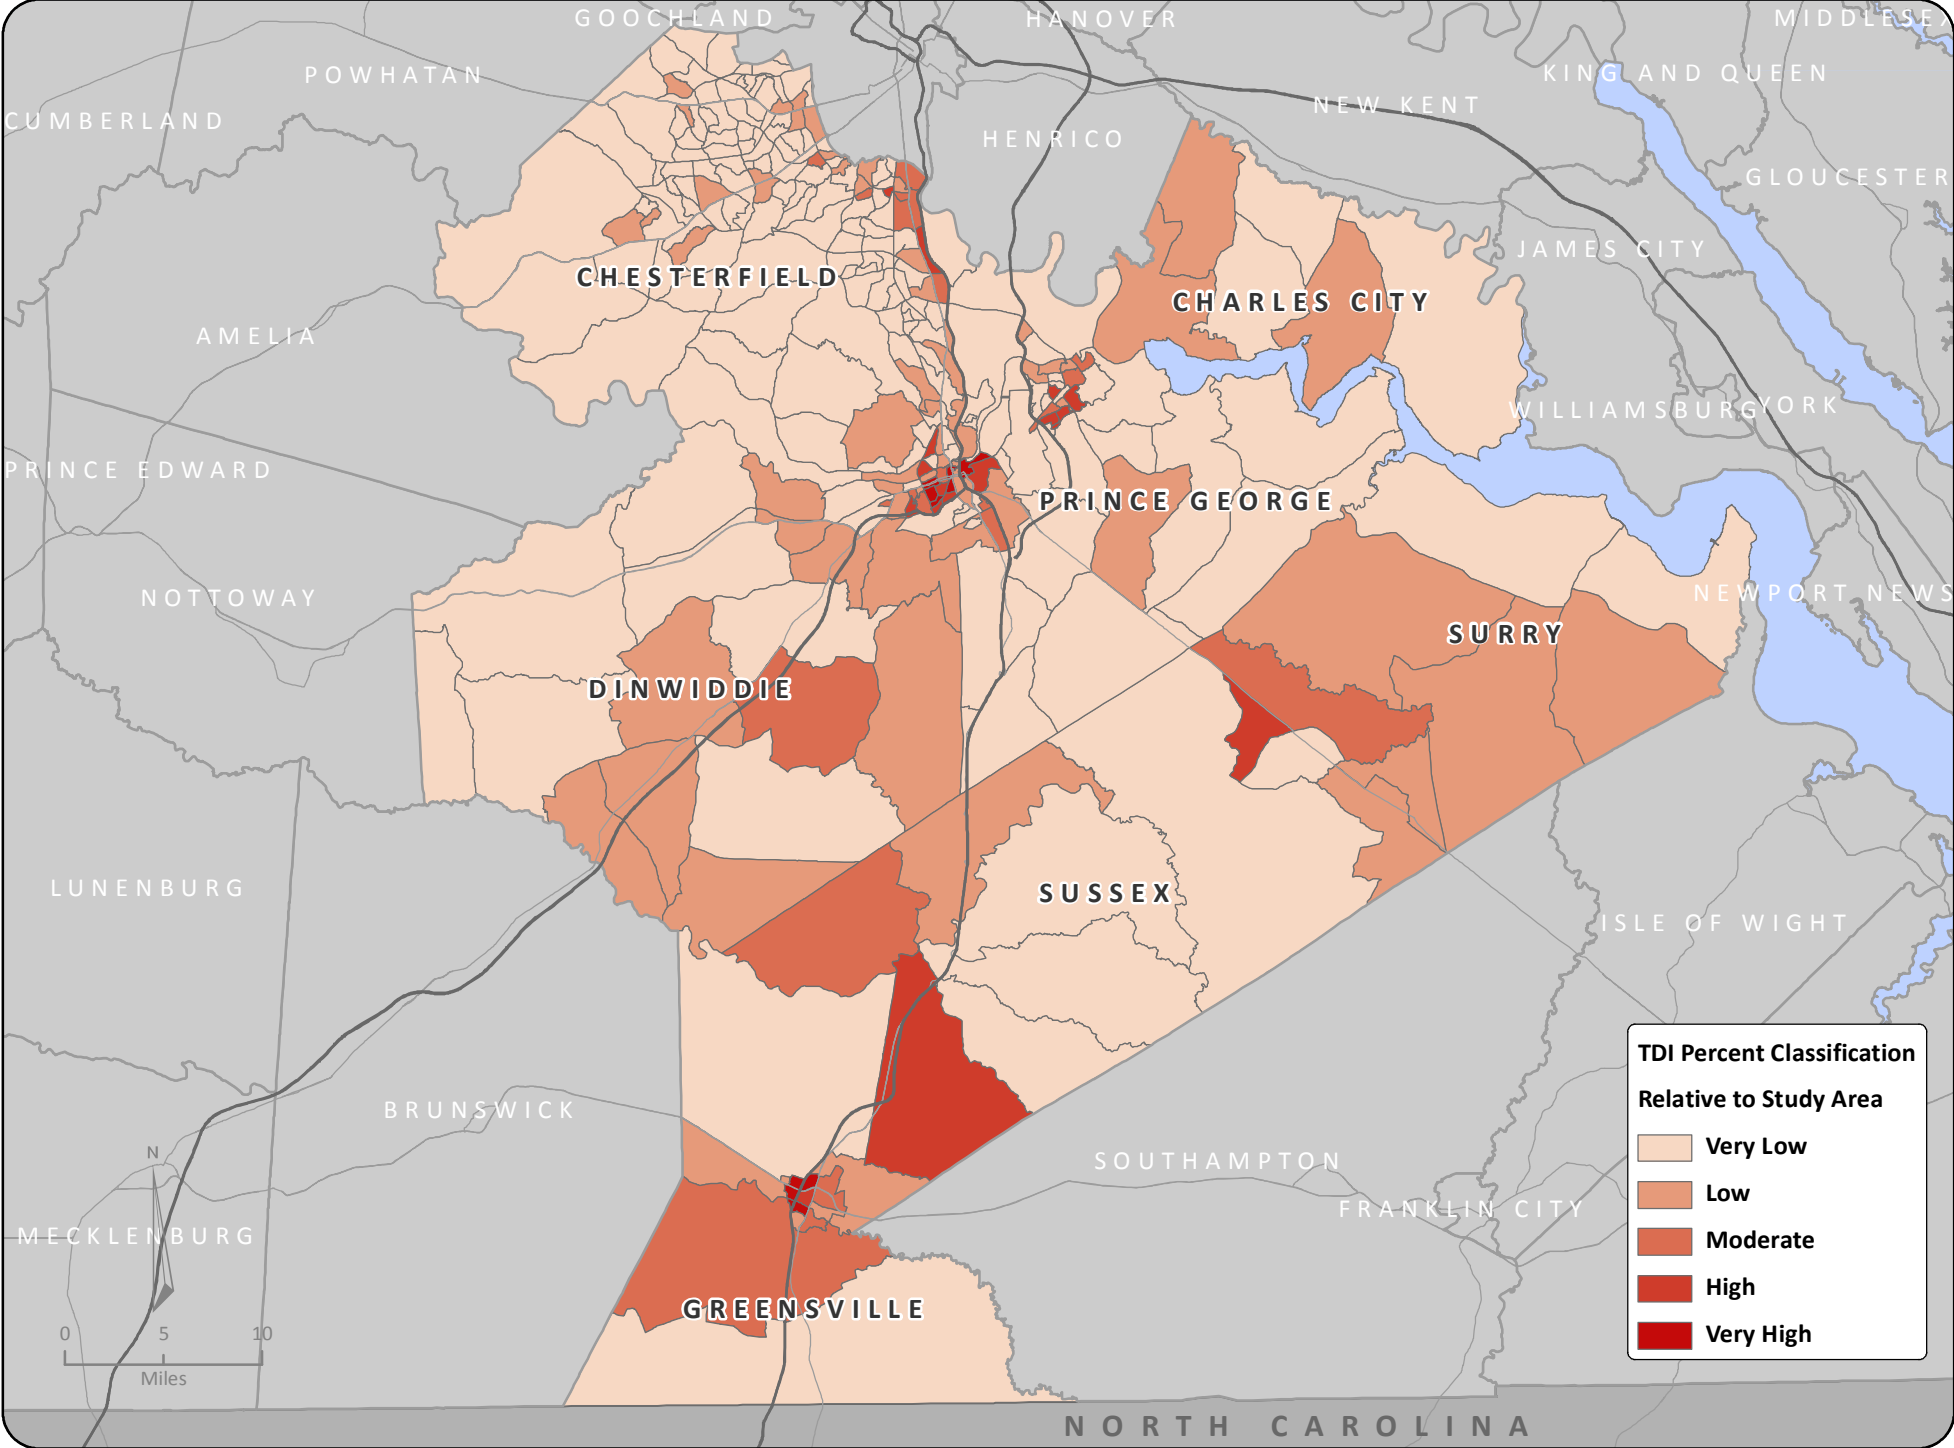 GOOCHLAND
HANOVER
MIDDLESEX
POWHATAN
KING AND QUEEN
NEW KENT
CUMBERLAND
HENRICO
GLOUCESTER
JAMES CITY
CHESTERFIELD
CHARLES CITY
AMELIA
WILLIAMSBURG
YORK
PRINCE EDWARD
PRINCE GEORGE
NOTTOWAY
NEWPORT NEWS
SURRY
DINWIDDIE
LUNENBURG
SUSSEX
ISLE OF WIGHT
BRUNSWICK
SOUTHAMPTON
FRANKLIN CITY
MECKLENBURG
GREENSVILLE
NORTH CAROLINA
N
0 5 10
Miles
TDI Percent Classification
Relative to Study Area
Very Low
Low
Moderate
High
Very High